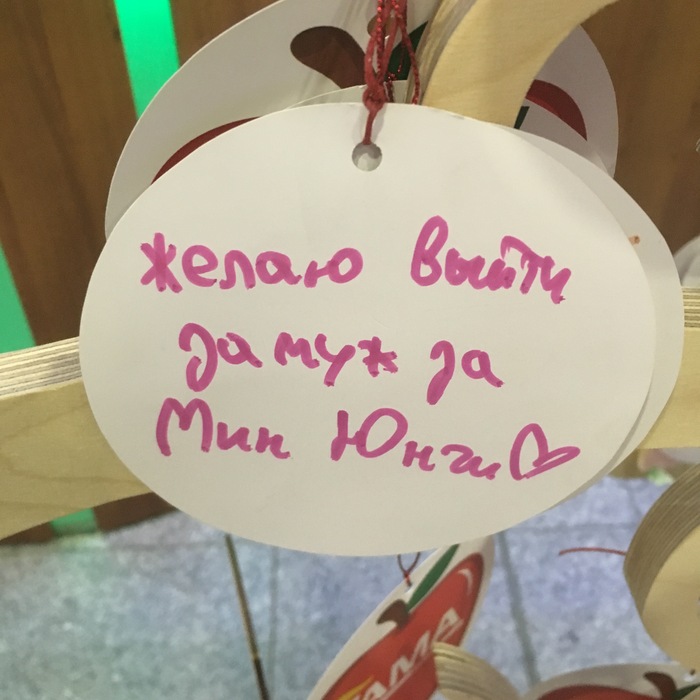 желаю выйти
замуж за
Мин Юнги♡